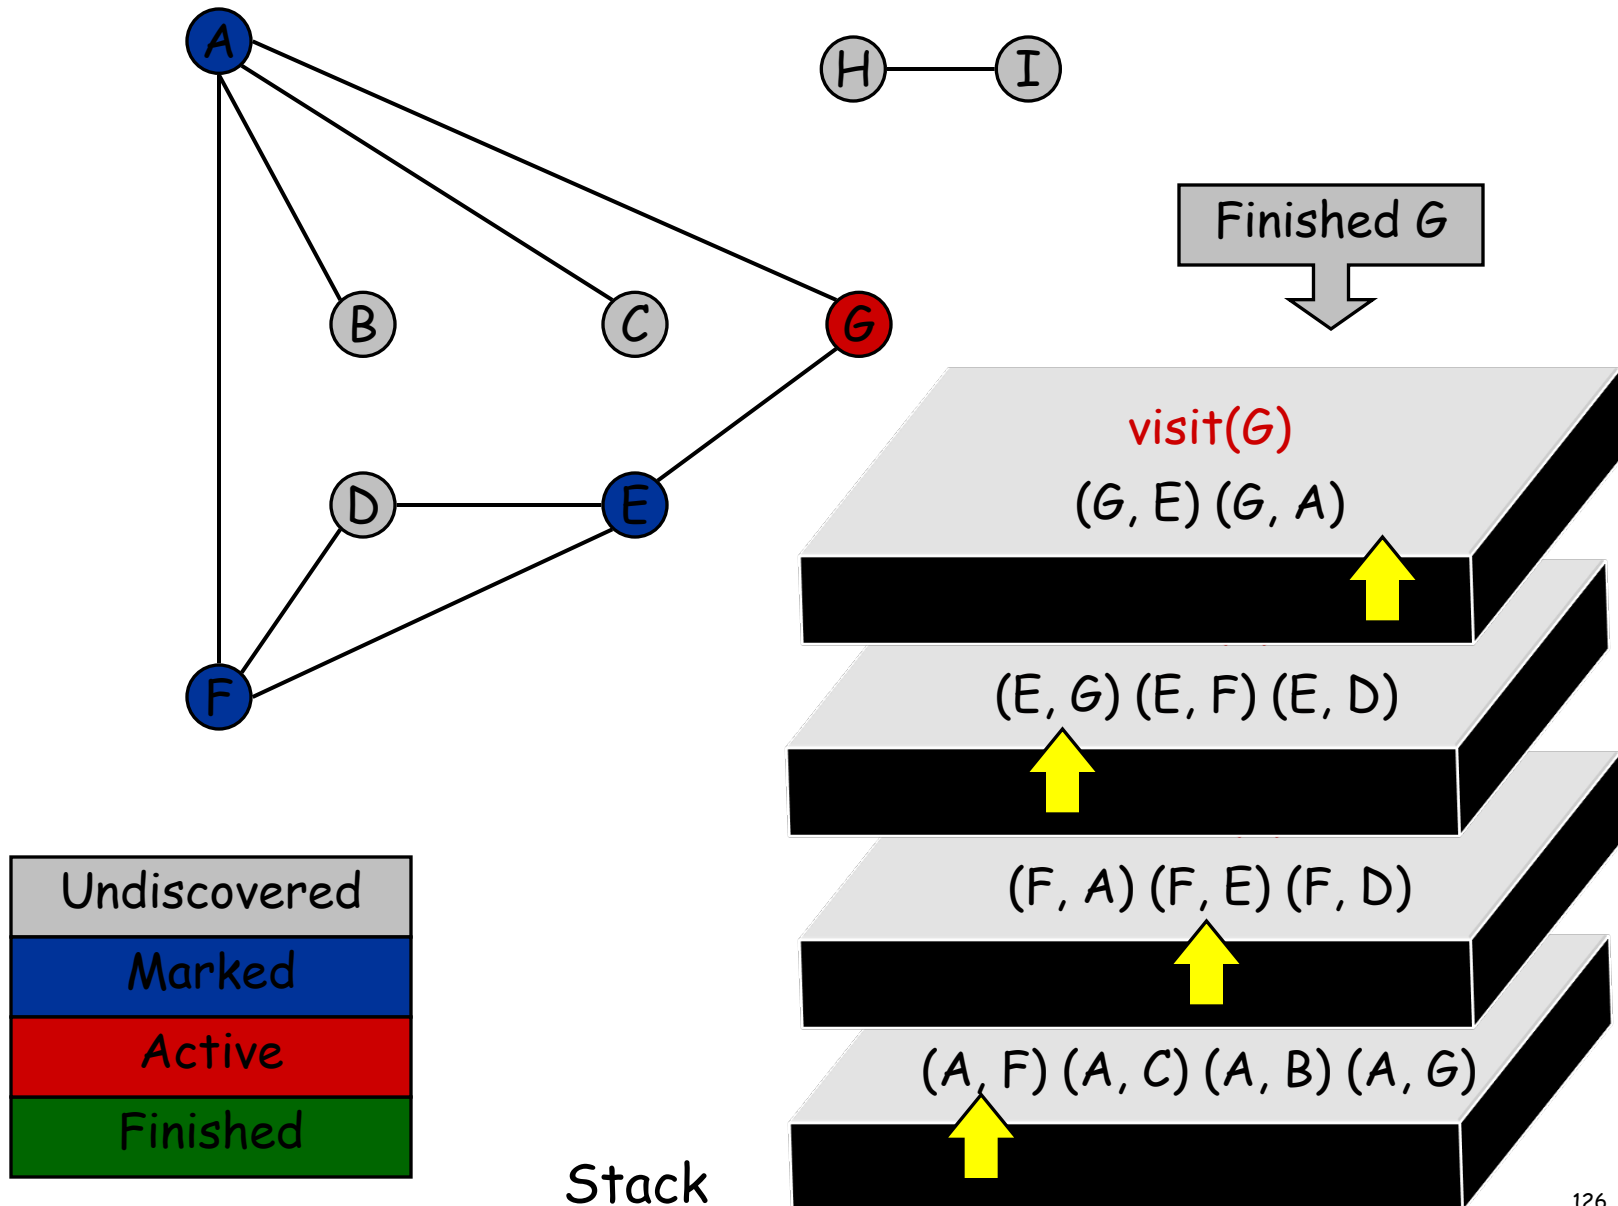 A
H
I
Finished G
B
C
G
visit(G)
(G, E) (G, A)
D
E
(E, G) (E, F) (E, D)
F
(F, A) (F, E) (F, D)
Undiscovered
Marked
Active
Finished
(A, F) (A, C) (A, B) (A, G)
Stack
126